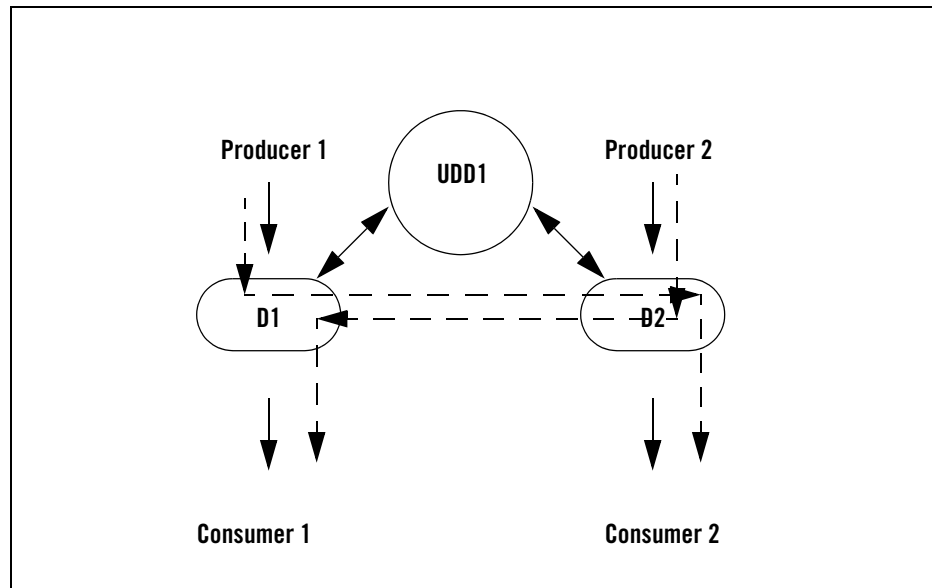 Producer 1
UDD1
Producer 2
D1
D2
Consumer 1
Consumer 2